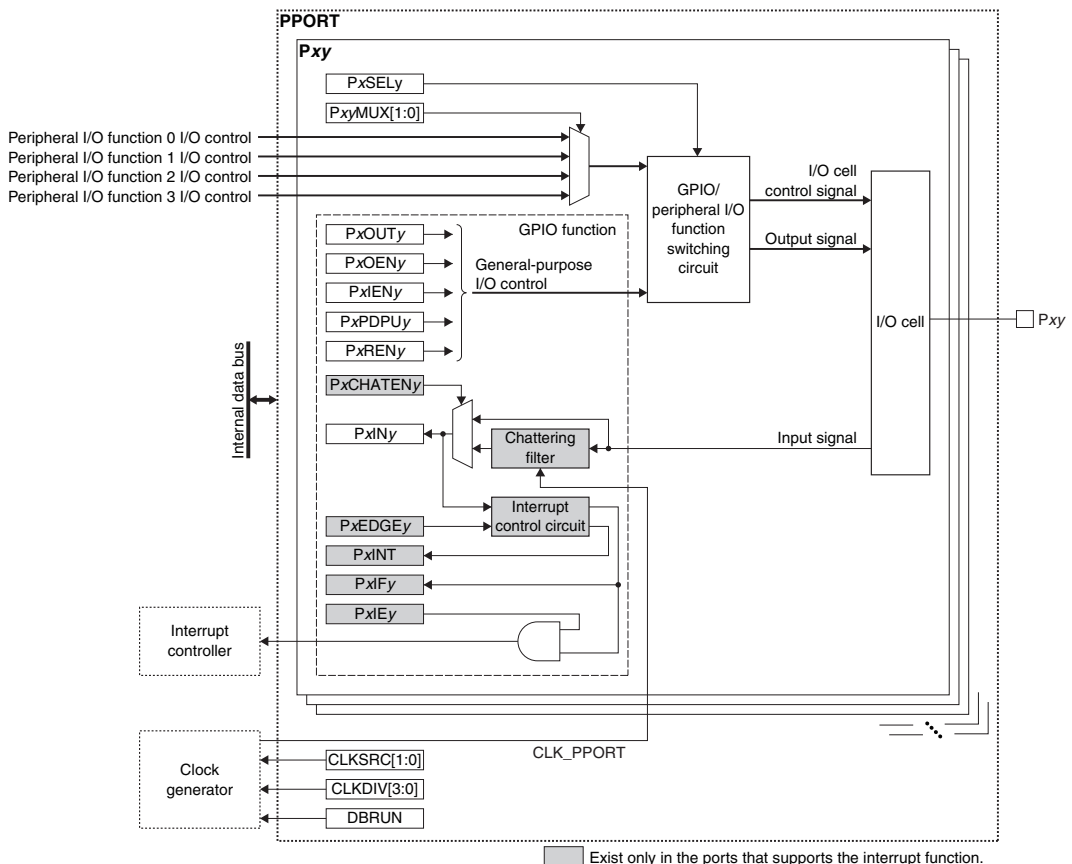 PPORT
Pxy
PxSELy
PxyMUX[1:0]
Peripheral I/O function 0 I/O control
Peripheral I/O function 1 I/O control
Peripheral I/O function 2 I/O control
Peripheral I/O function 3 I/O control
GPIO/
peripheral I/O
function
switching
circuit
I/O cell
control signal
Output signal
I/O cell
Pxy
GPIO function
PxOUTy
PxOENy
PxIENy
PxPDPUy
PxRENy
General-purpose
I/O control
Internal data bus
PxCHATENy
PxINy
Chattering
filter
Input signal
Interrupt
control circuit
PxEDGEy
PxINT
PxIFy
PxIEy
Interrupt
controller
Clock
generator
CLK_PPORT
CLKSRC[1:0]
CLKDIV[3:0]
DBRUN
Exist only in the ports that supports the interrupt function.